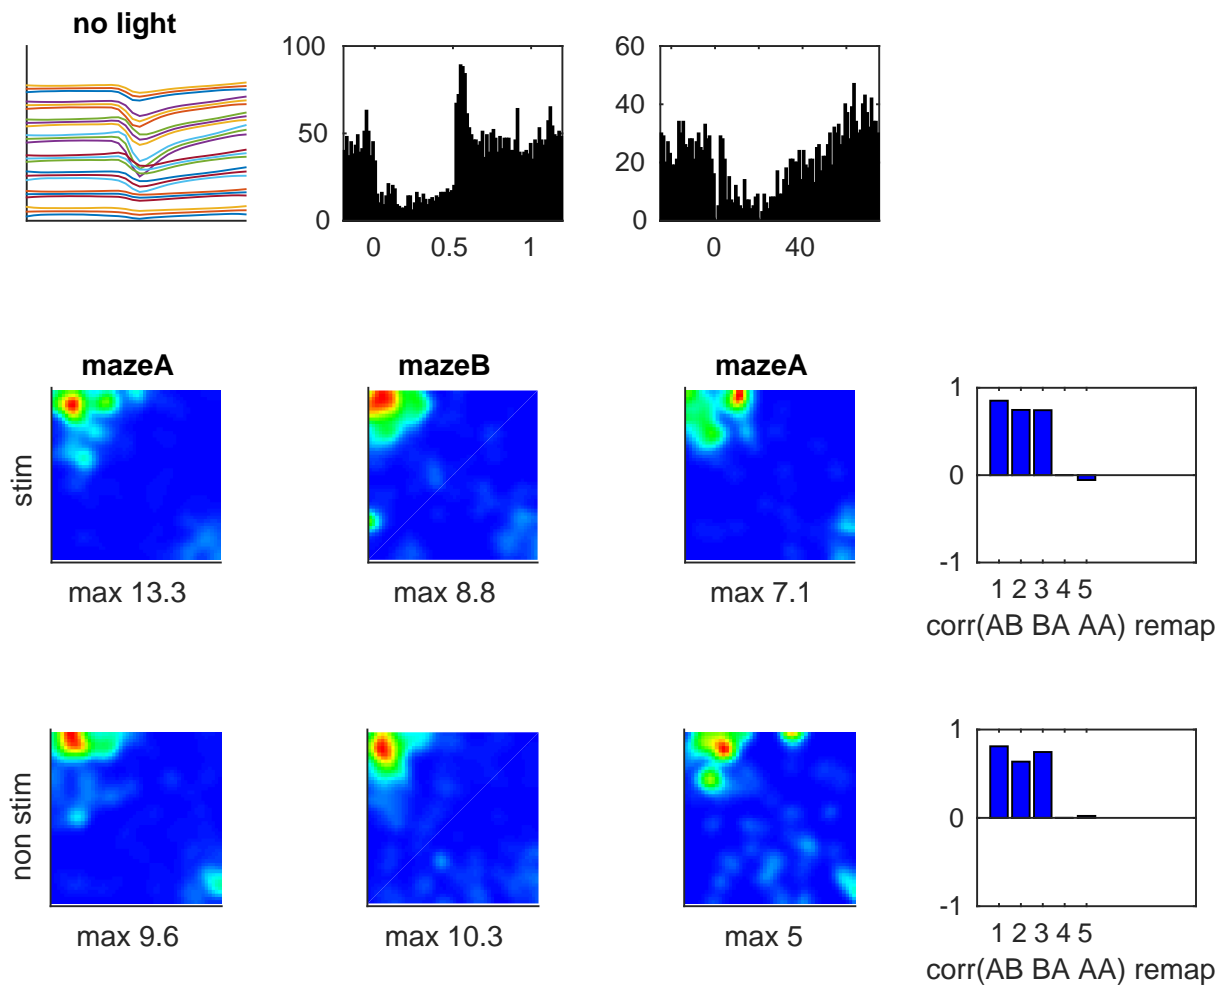 no light
100
50
0
0
0.5
1
60
40
20
0
0
40
mazeA
mazeB
mazeA
stim
max 13.3
max 8.8
max 7.1
1
0
-1
1 2 3 4 5
corr(AB BA AA) remap
non stim
max 9.6
max 10.3
max 5
1
0
-1
1 2 3 4 5
corr(AB BA AA) remap